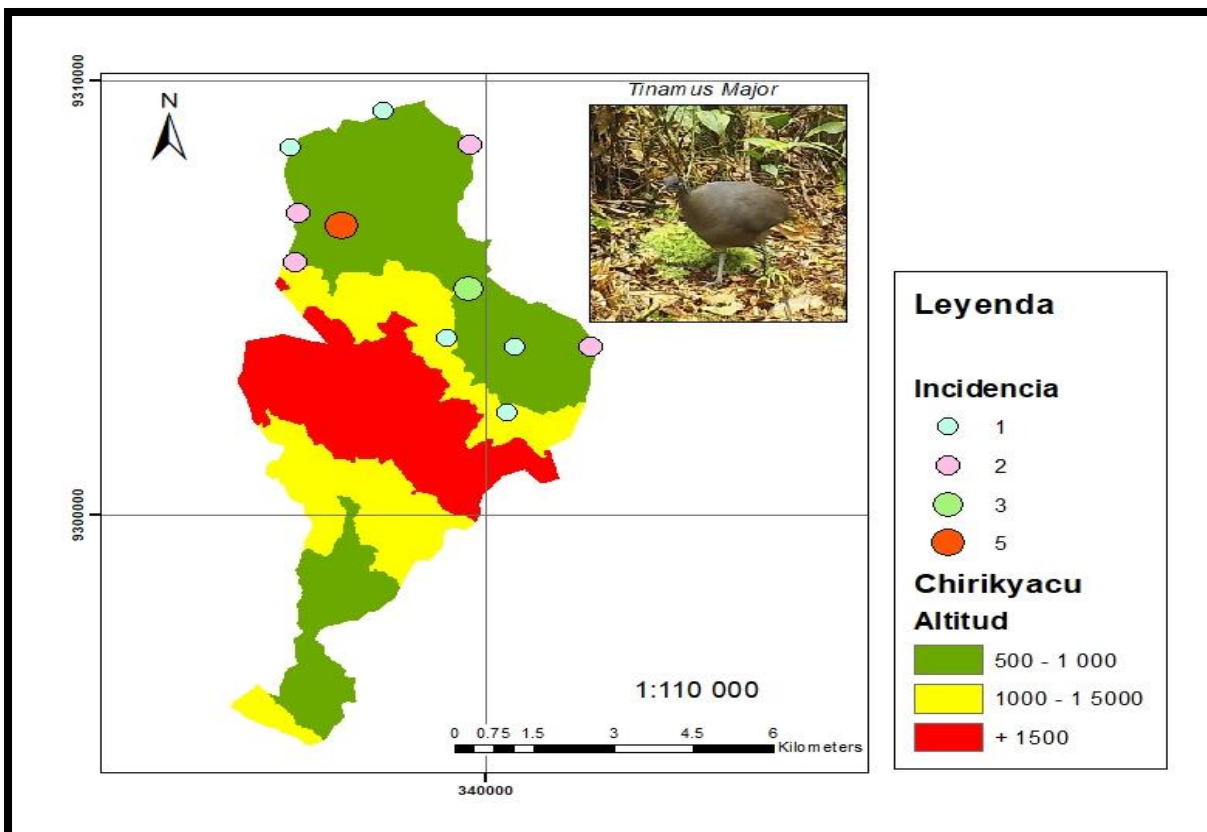 9310000
N
Tinamus Major
Leyenda
Incidencia
1
2
3
5
Chirikyacu
Altitud
500 - 1 000
1000 - 1 5000
+ 1500
9300000
1:110 000
0 0.75 1.5 3 4.5 6
Kilometers
340000